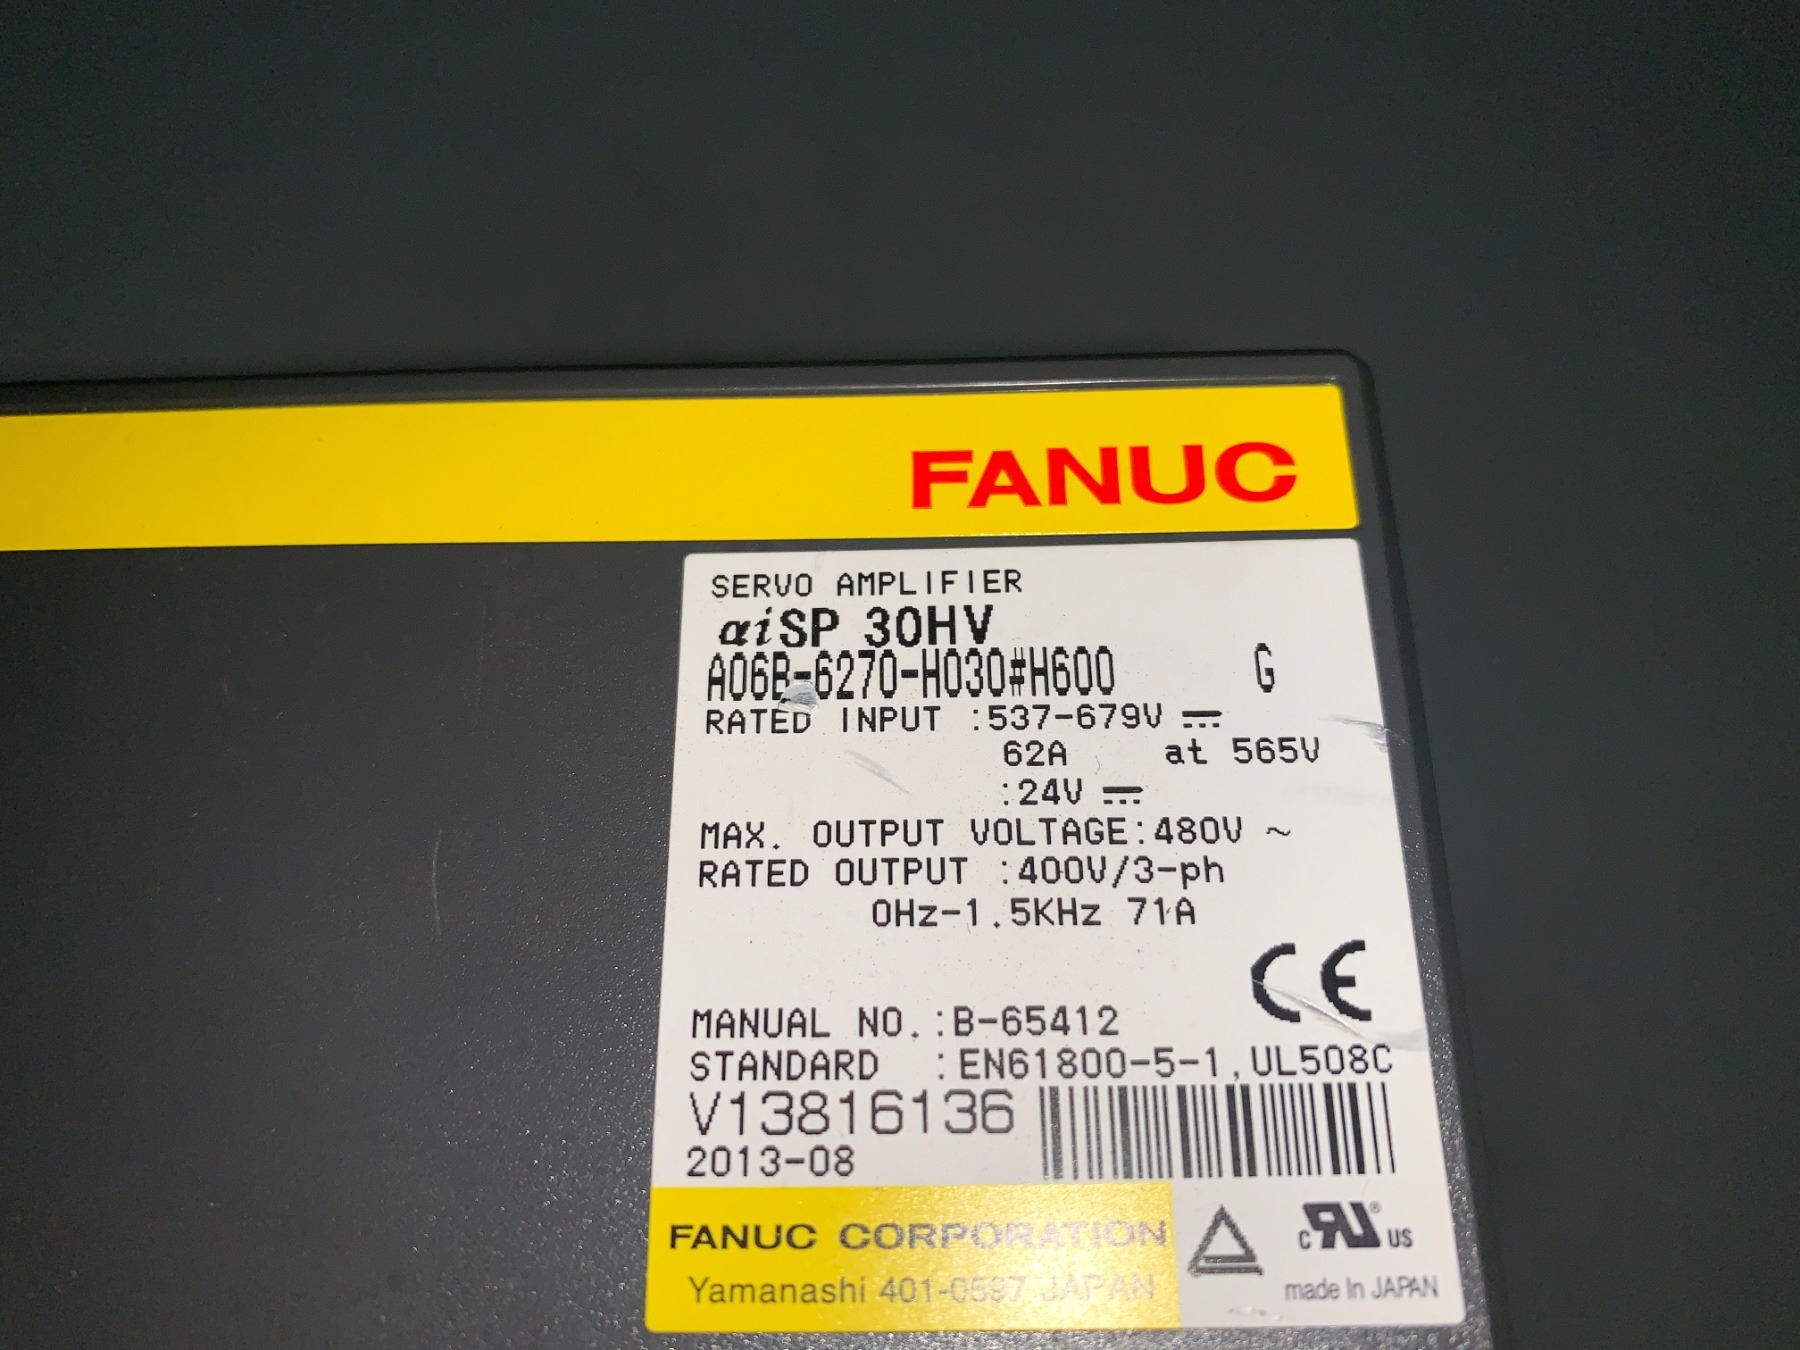 FANUC
SERVO AMPLIFIER
αiSP 30HV
A06B-6270-H030#H600 G
RATED INPUT :537-679V ⎓
62A at 565V
:24V ⎓
MAX. OUTPUT VOLTAGE:480V ~
RATED OUTPUT :400V/3-ph
0Hz-1.5KHz 71A
CE
MANUAL NO.:B-65412
STANDARD :EN61800-5-1,UL508C
V13816136
2013-08
FANUC CORPORATION
Yamanashi 401-0597 JAPAN
c RU® US
made In JAPAN